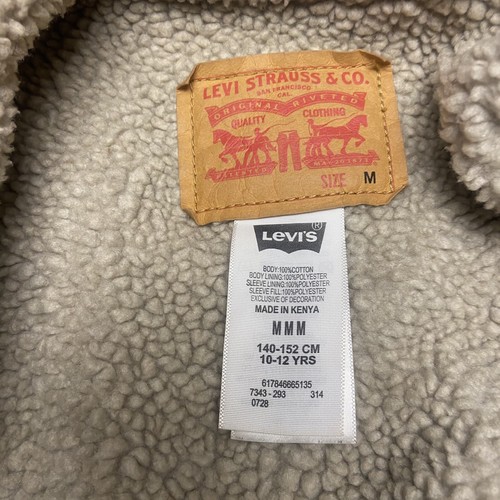 LEVI STRAUSS & CO.
SAN FRANCISCO
CAL.
ORIGINAL RIVETED
QUALITY CLOTHING
SIZE M
LEVI'S®
BODY:100%COTTON
BODY LINING:100%POLYESTER
SLEEVE LINING:100%POLYESTER
SLEEVE FILL:100%POLYESTER
EXCLUSIVE OF DECORATION
MADE IN KENYA
M M M
140-152 CM
10-12 YRS
617846665135
7343 - 293 314
0728